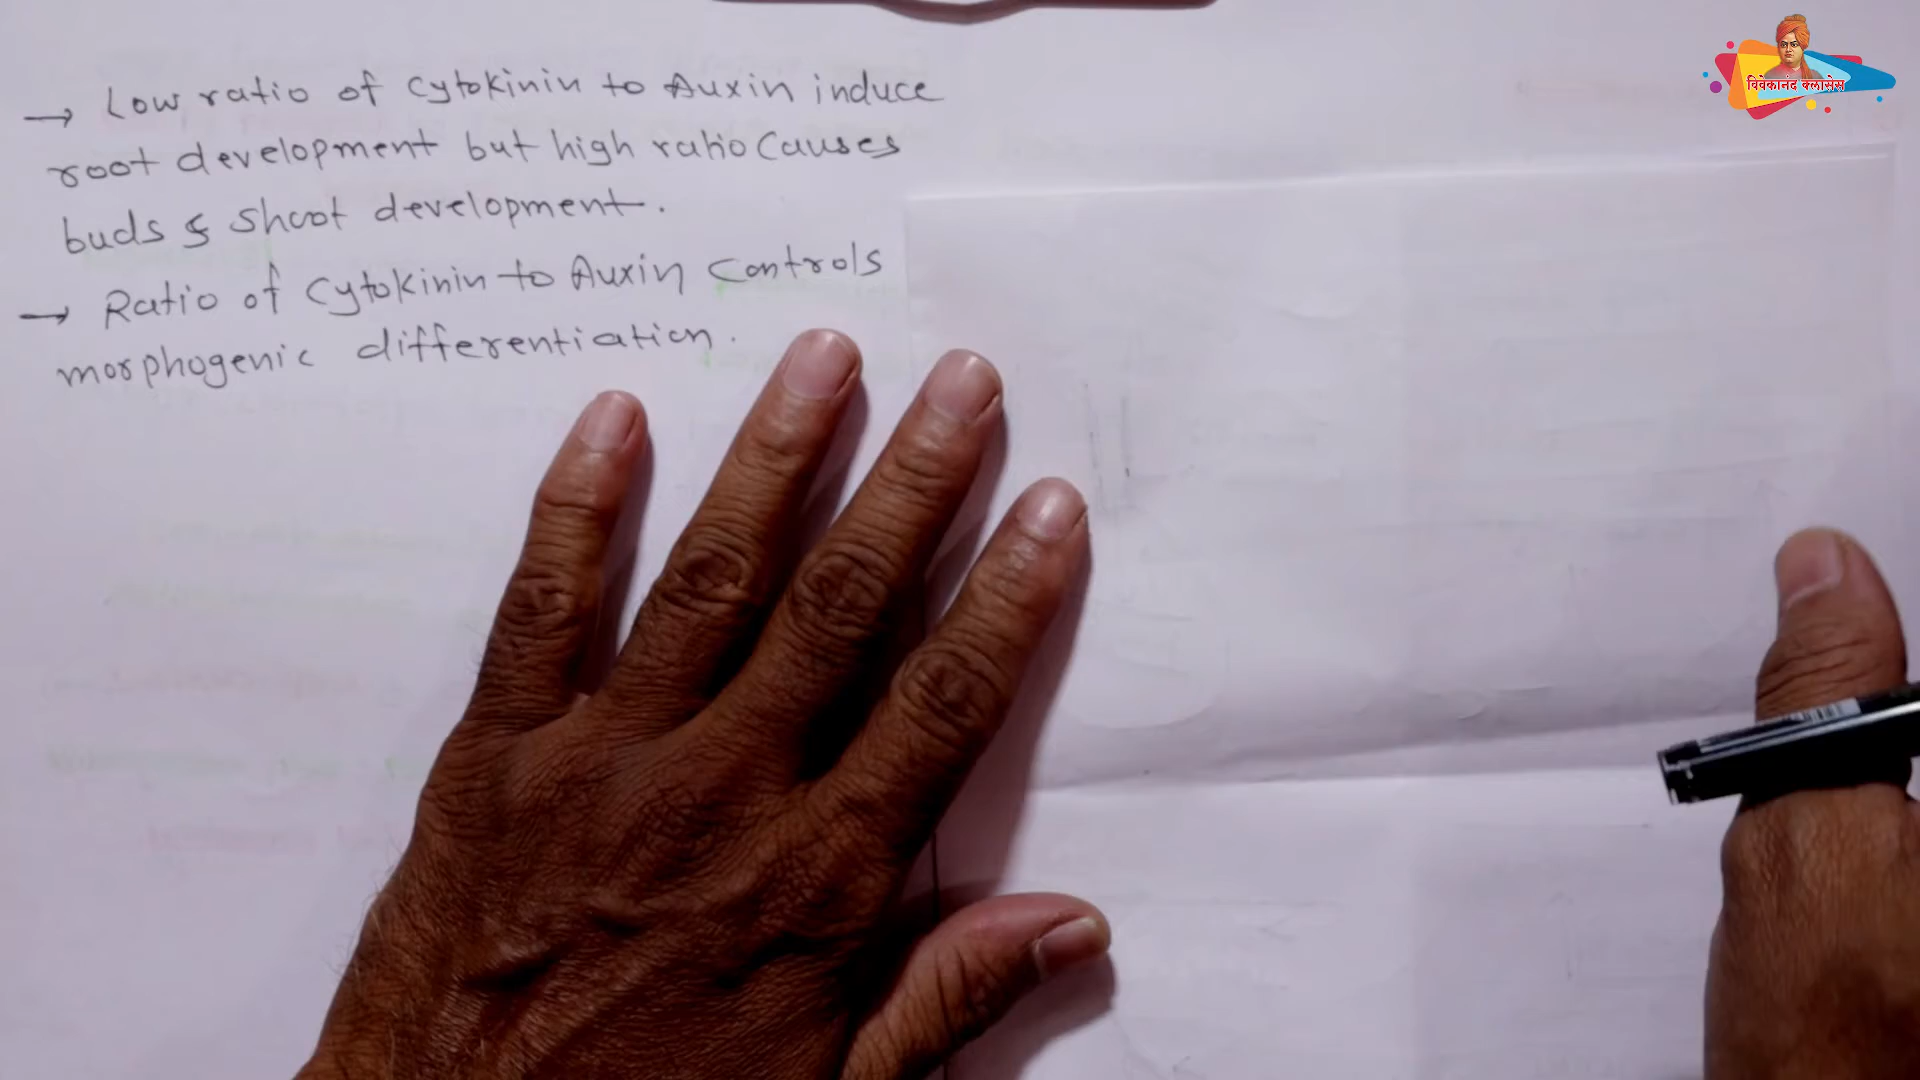 → Low ratio of Cytokinin to Auxin induce
root development but high ratio Causes
buds & Shoot development.
→ Ratio of Cytokinin to Auxin Controls
morphogenic differentiation.
विवेकानंद क्लासेस